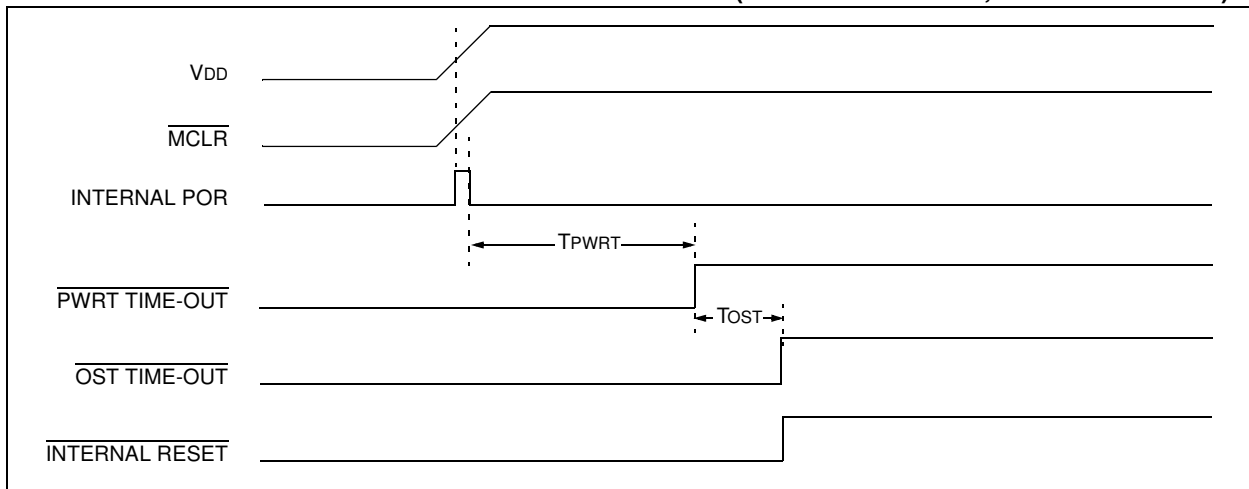 VDD
MCLR
INTERNAL POR
TPWRT
PWRT TIME-OUT
TOST
OST TIME-OUT
INTERNAL RESET